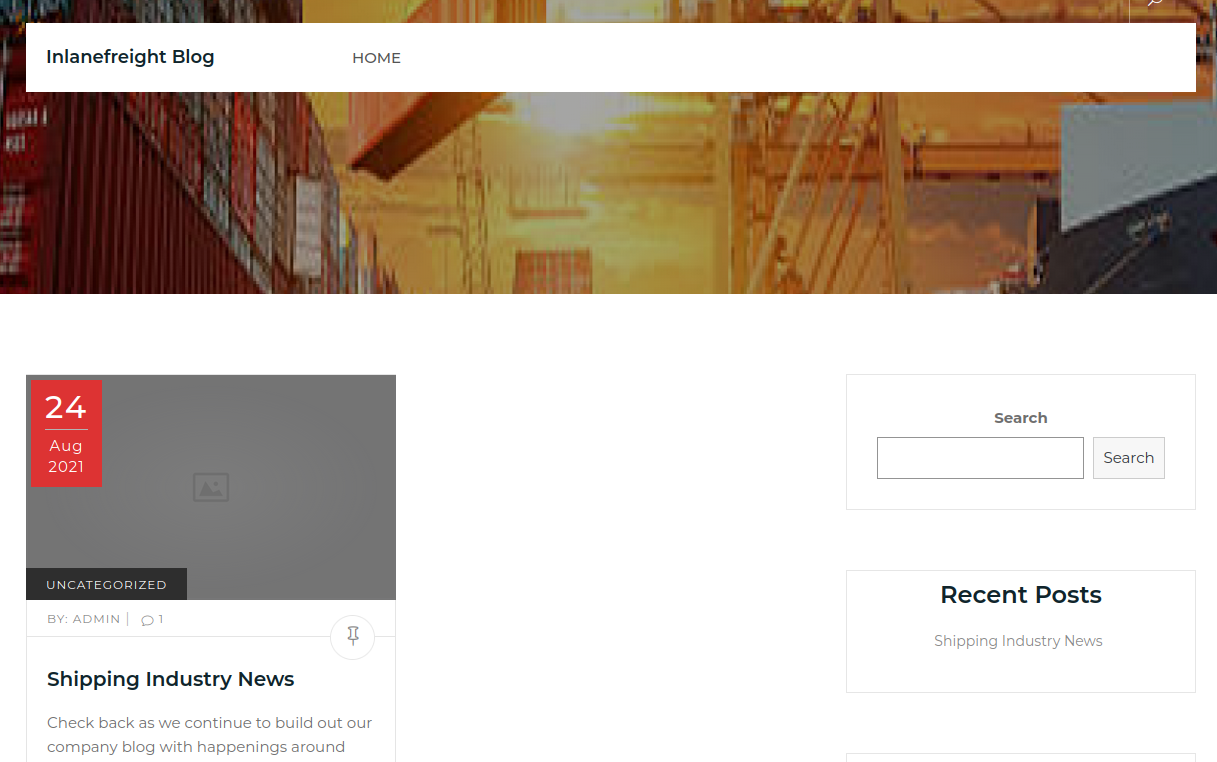 Inlanefreight Blog
HOME
24
Aug
2021
UNCATEGORIZED
BY: ADMIN
1
Shipping Industry News
Check back as we continue to build out our
company blog with happenings around
Search
Search
Recent Posts
Shipping Industry News